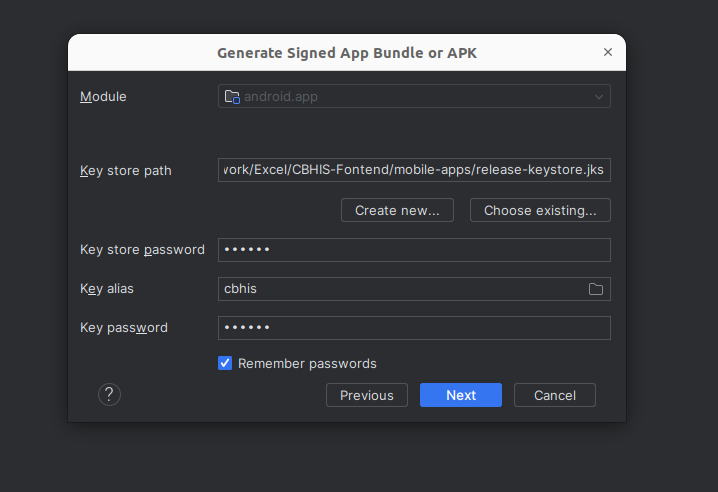 Generate Signed App Bundle or APK
Module android.app
Key store path work/Excel/CBHIS-Fontend/mobile-apps/release-keystore.jks
Create new... Choose existing...
Key store password ••••••
Key alias cbhis
Key password ••••••
Remember passwords
? Previous Next Cancel